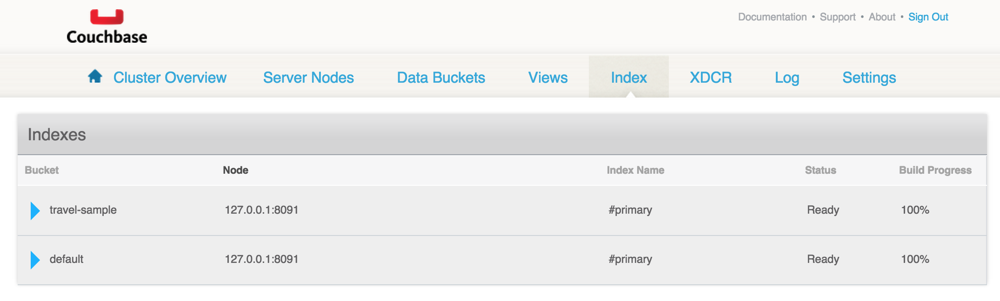 Couchbase
Documentation • Support • About • Sign Out
Cluster Overview Server Nodes Data Buckets Views Index XDCR Log Settings
Indexes
Bucket Node Index Name Status Build Progress
travel-sample 127.0.0.1:8091 #primary Ready 100%
default 127.0.0.1:8091 #primary Ready 100%